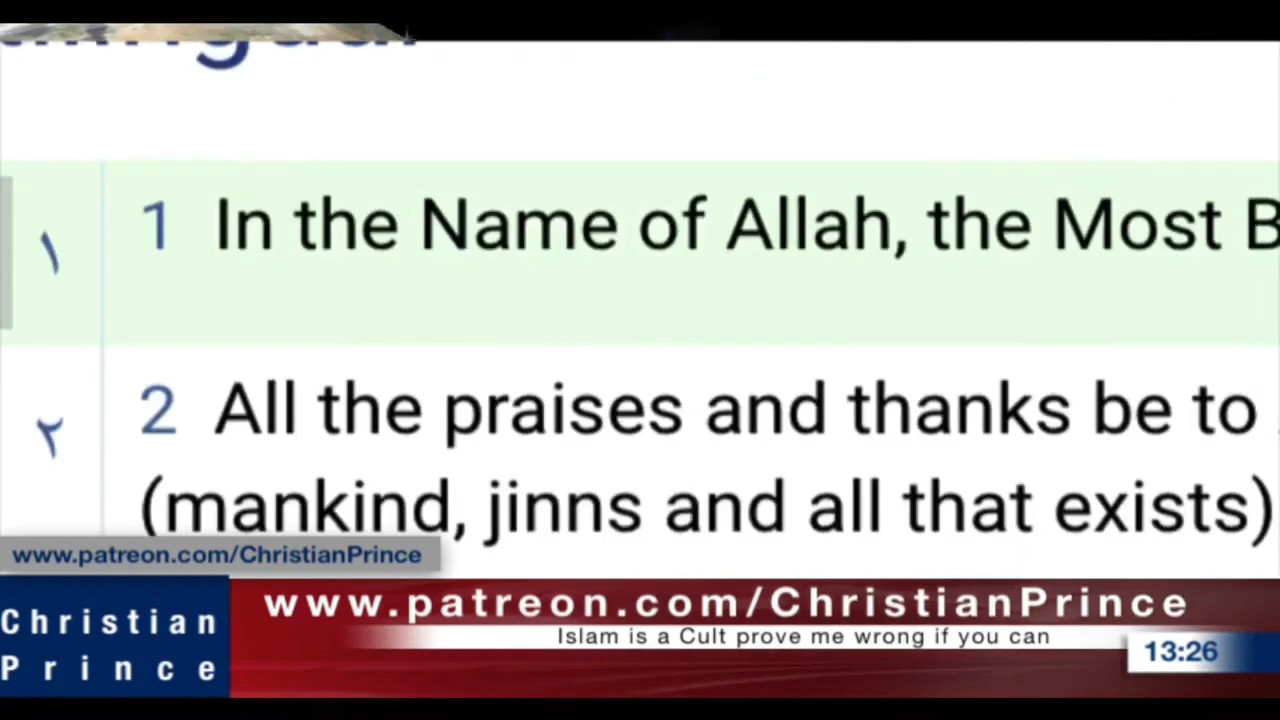 ١
1 In the Name of Allah, the Most B
٢
2 All the praises and thanks be to
(mankind, jinns and all that exists)
www.patreon.com/ChristianPrince
Christian
Prince
www.patreon.com/ChristianPrince
Islam is a Cult prove me wrong if you can
13:26